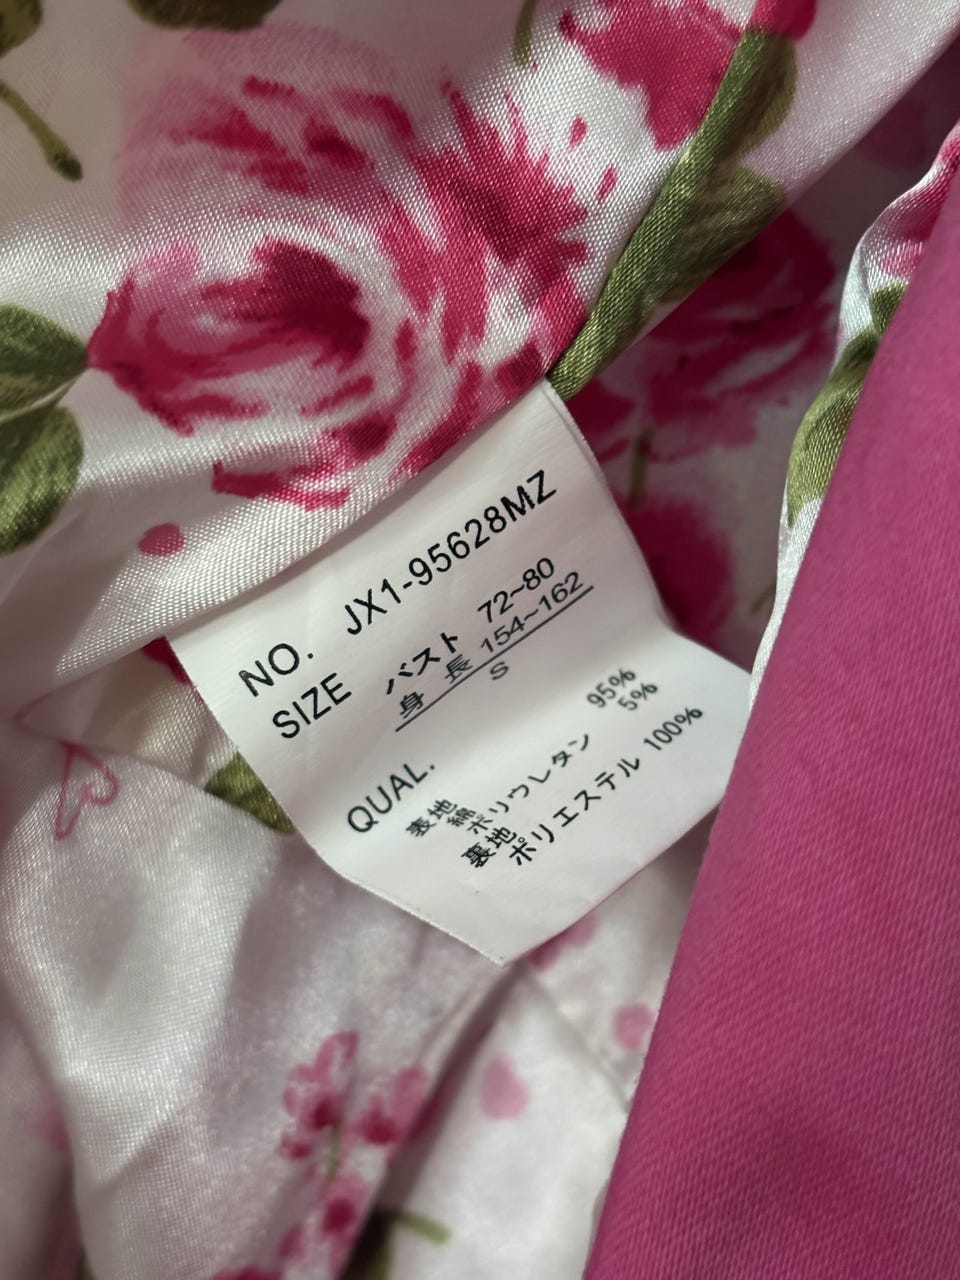 NO. JX1-95628MZ
SIZE バスト 72~80
身長 154~162
S
QUAL.
表地
綿 95%
ポリウレタン 5%
裏地
ポリエステル 100%